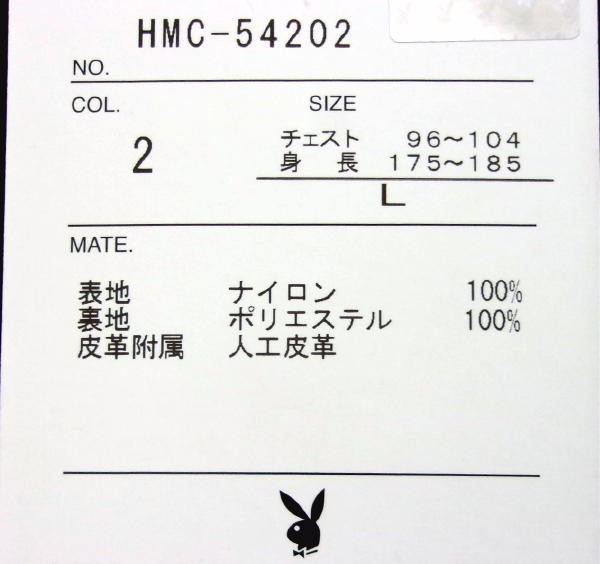 HMC-54202
NO.
COL. SIZE
2
チェスト 96～104
身 長 175～185
L
MATE.
表地 ナイロン 100%
裏地 ポリエステル 100%
皮革附属 人工皮革